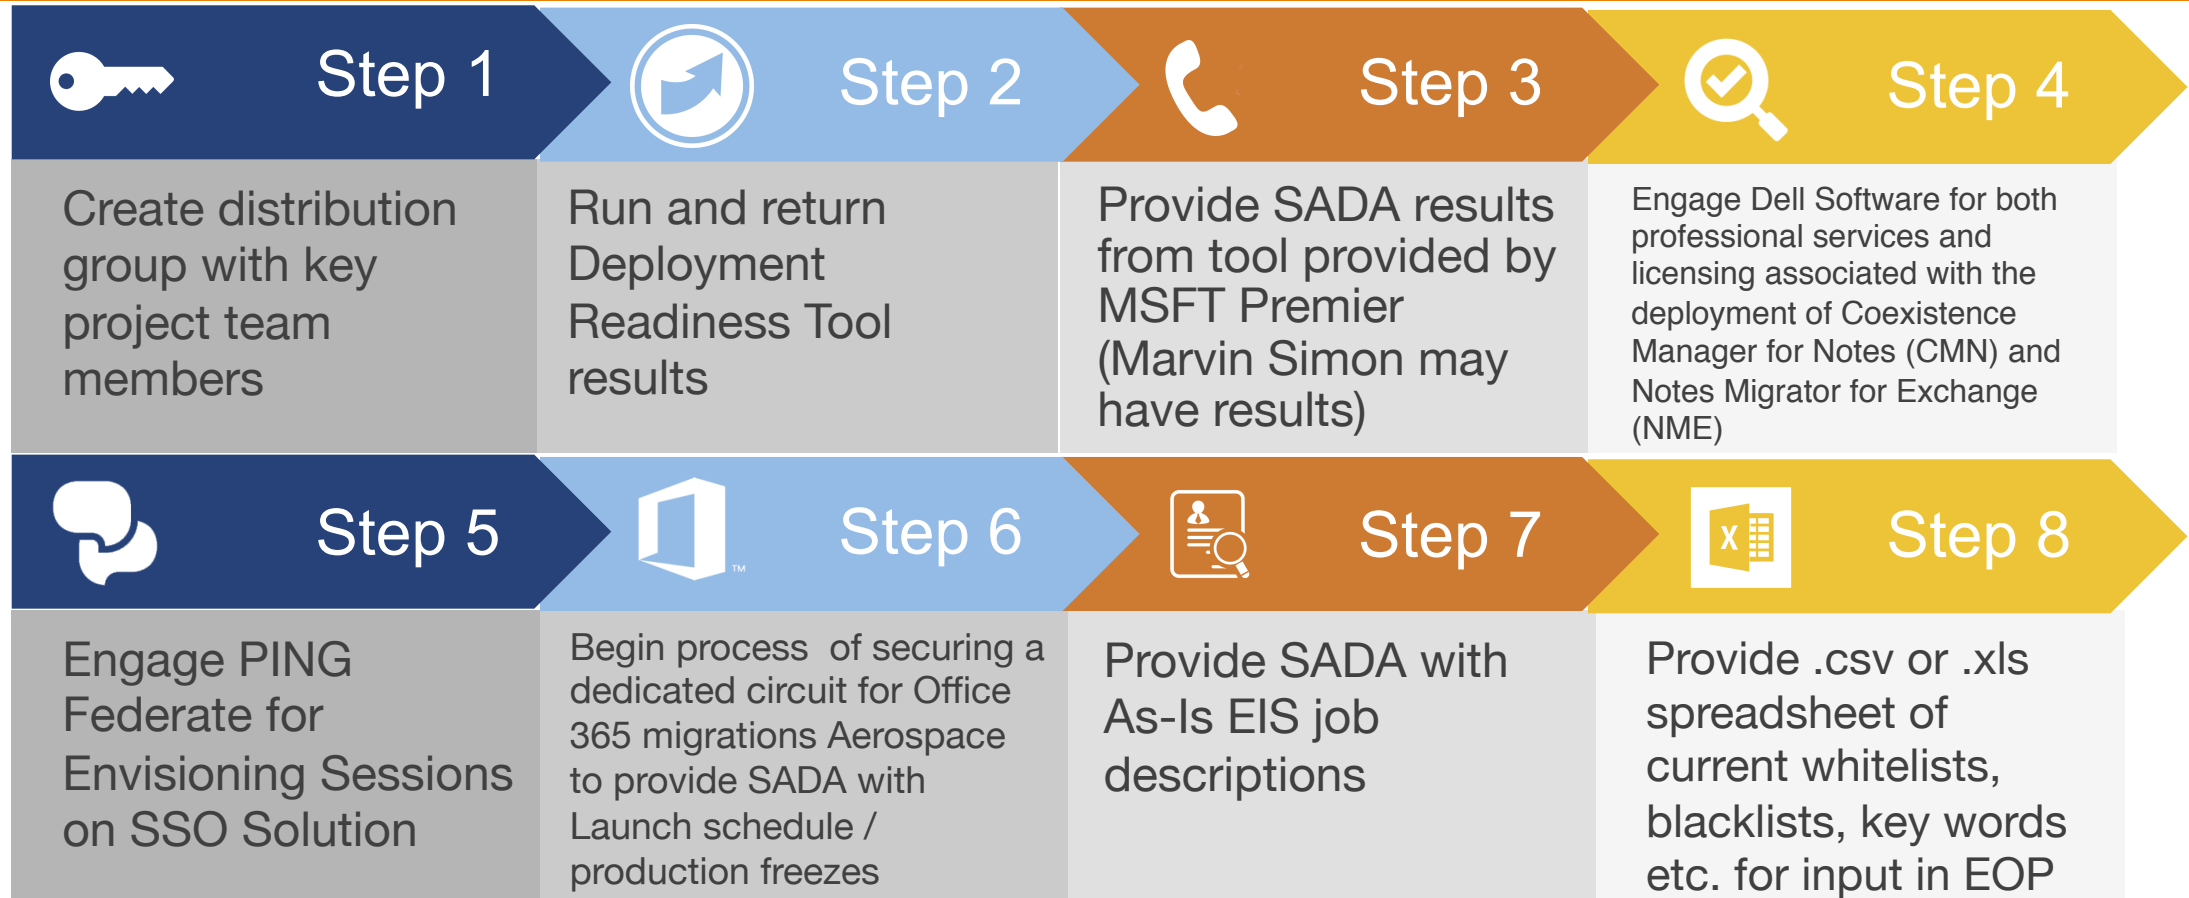 Step 1
Create distribution
group with key
project team
members
Step 2
Run and return
Deployment
Readiness Tool
results
Step 3
Provide SADA results
from tool provided by
MSFT Premier
(Marvin Simon may
have results)
Step 4
Engage Dell Software for both
professional services and
licensing associated with the
deployment of Coexistence
Manager for Notes (CMN) and
Notes Migrator for Exchange
(NME)
Step 5
Engage PING
Federate for
Envisioning Sessions
on SSO Solution
TM
Step 6
Begin process  of securing a
dedicated circuit for Office
365 migrations Aerospace
to provide SADA with
Launch schedule /
production freezes
Step 7
Provide SADA with
As-Is EIS job
descriptions
X
Step 8
Provide .csv or .xls
spreadsheet of
current whitelists,
blacklists, key words
etc. for input in EOP